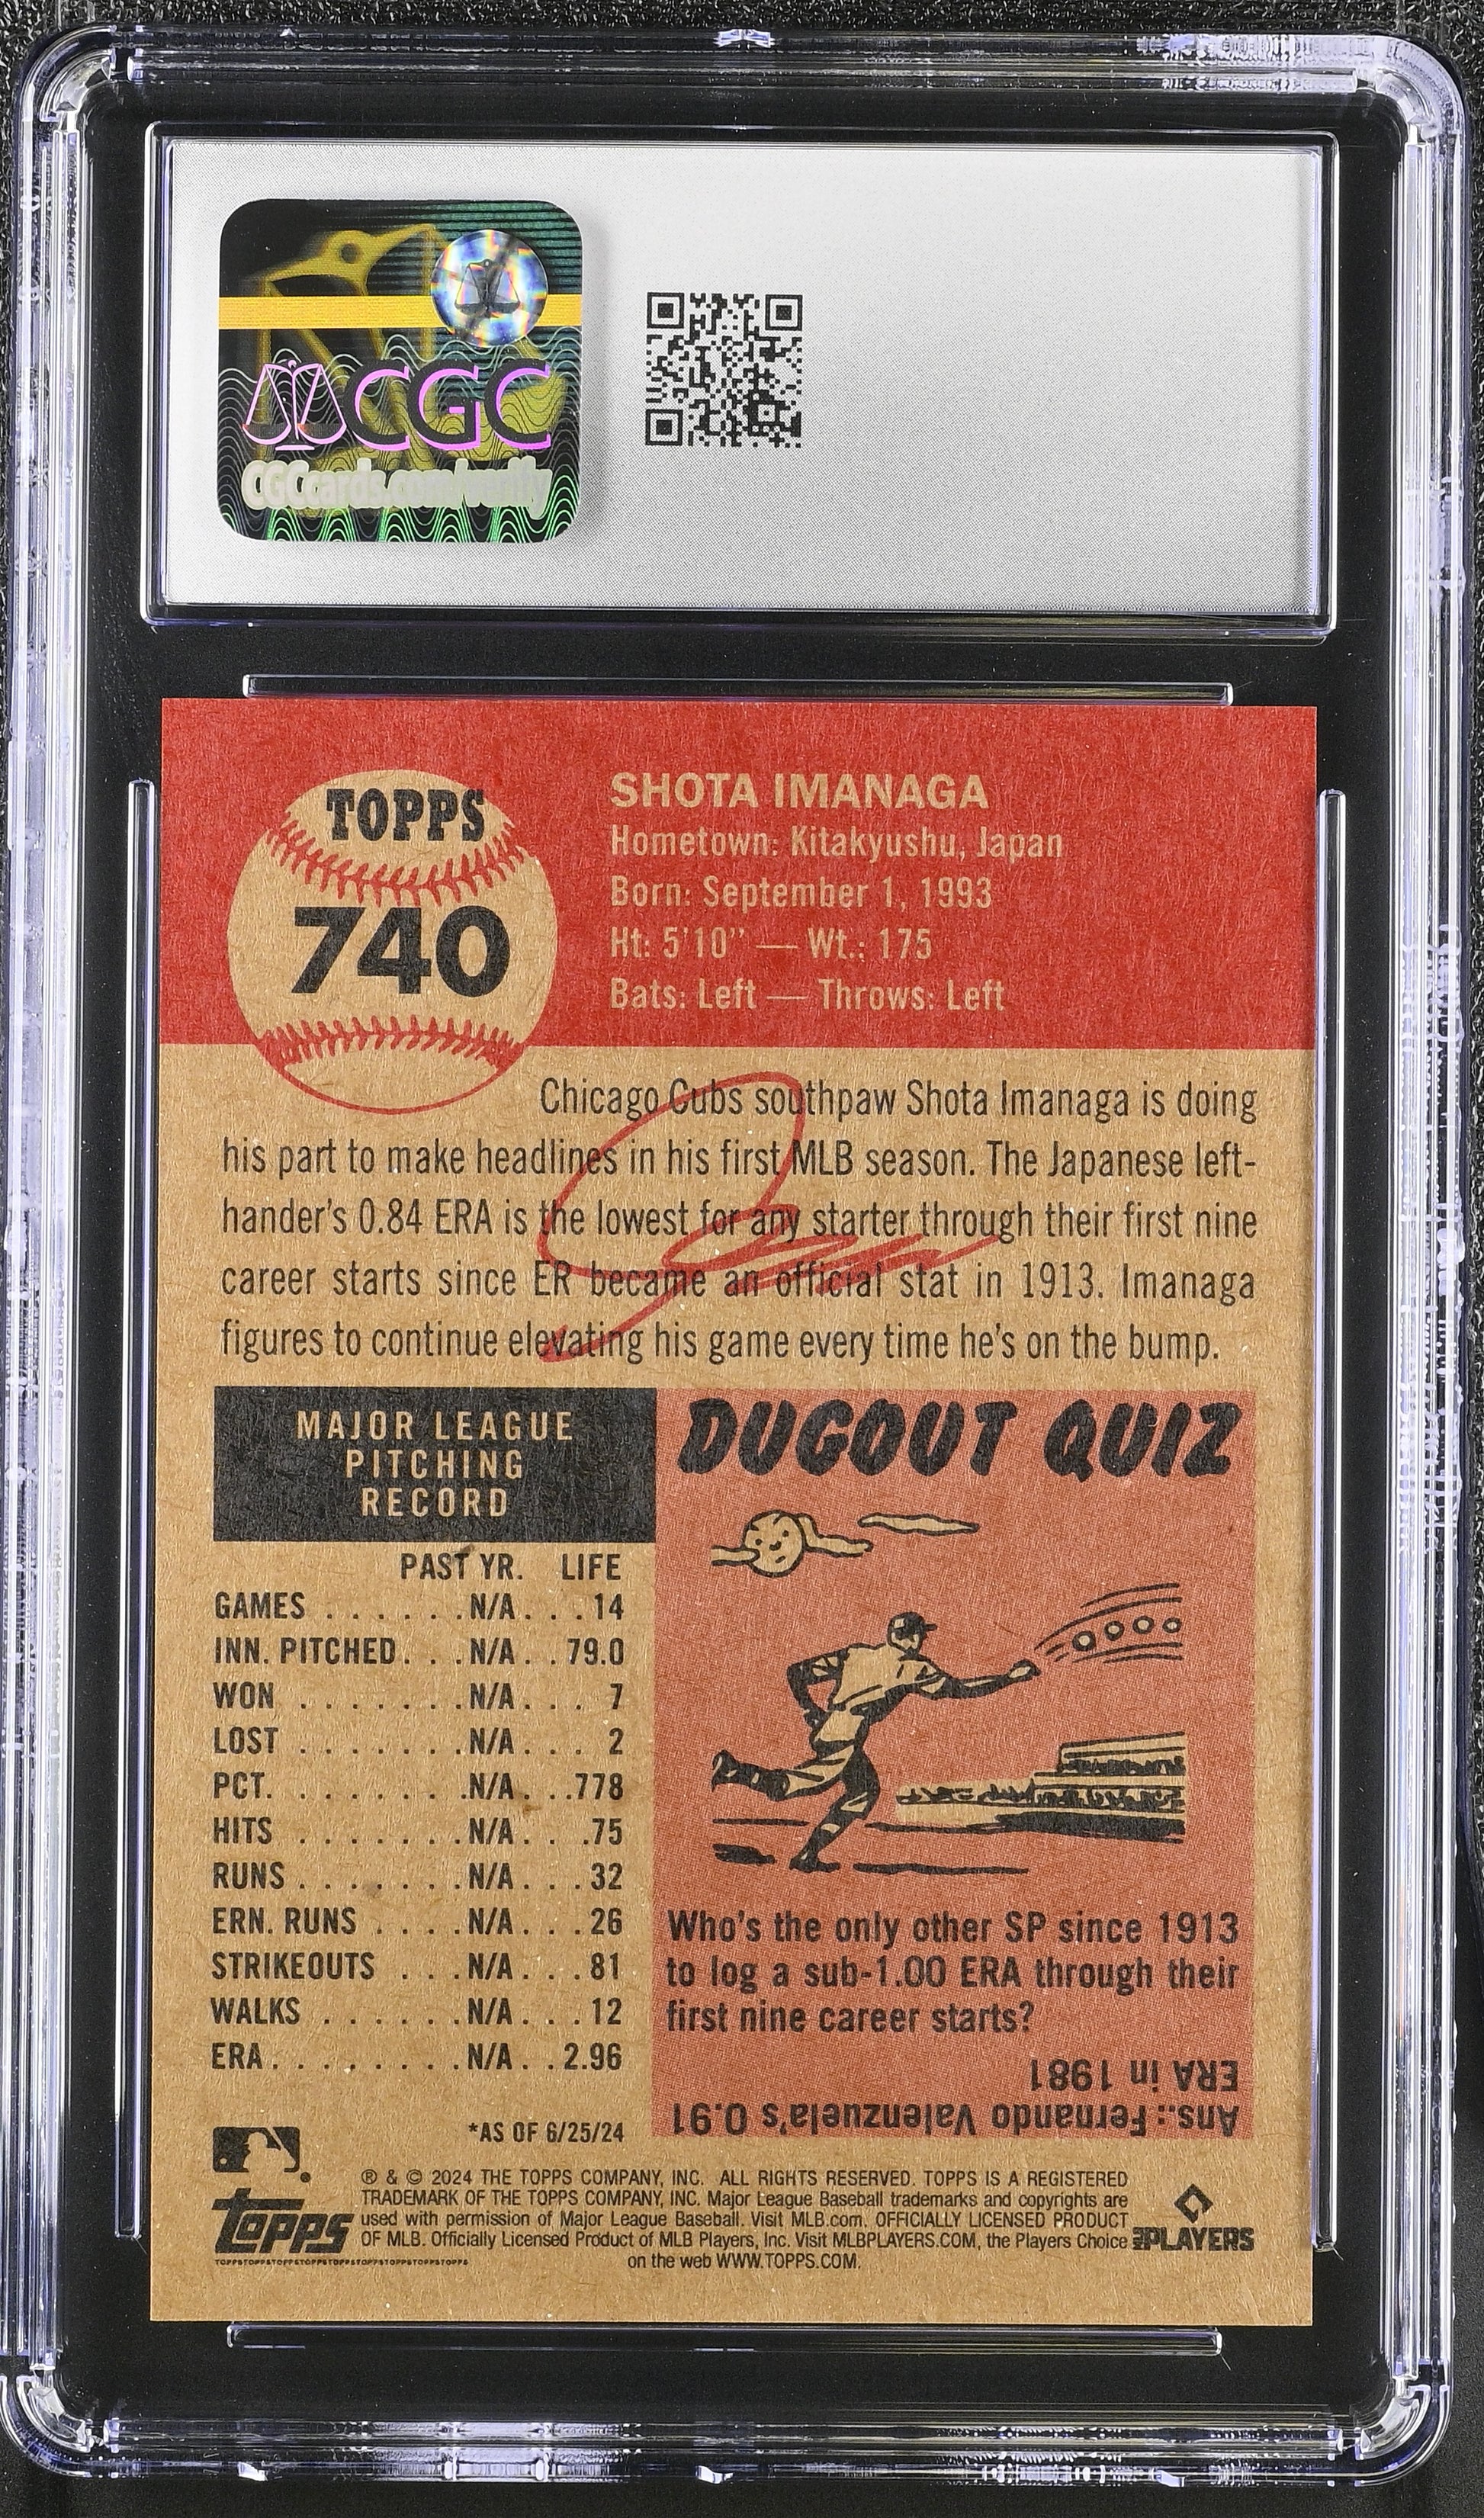 CGC
CGCcards.com/verify
TOPPS
740
SHOTA IMANAGA
Hometown: Kitakyushu, Japan
Born: September 1, 1993
Ht: 5'10" — Wt.: 175
Bats: Left — Throws: Left
Chicago Cubs southpaw Shota Imanaga is doing
his part to make headlines in his first MLB season. The Japanese left-
hander's 0.84 ERA is the lowest for any starter through their first nine
career starts since ER became an official stat in 1913. Imanaga
figures to continue elevating his game every time he's on the bump.
MAJOR LEAGUE
PITCHING
RECORD
PAST YR. LIFE
GAMES . . . . . . N/A . . . 14
INN. PITCHED . . . N/A . . 79.0
WON . . . . . . . N/A . . . 7
LOST . . . . . . . N/A . . . 2
PCT. . . . . . . . N/A . . .778
HITS . . . . . . . N/A . . . 75
RUNS . . . . . . . N/A . . . 32
ERN. RUNS . . . . N/A . . . 26
STRIKEOUTS . . . N/A . . . 81
WALKS . . . . . . N/A . . . 12
ERA . . . . . . . . N/A . . 2.96
*AS OF 6/25/24
DUGOUT QUIZ
Who's the only other SP since 1913
to log a sub-1.00 ERA through their
first nine career starts?
Ans.: Fernando Valenzuela's 0.91
ERA in 1981
® & © 2024 THE TOPPS COMPANY, INC. ALL RIGHTS RESERVED. TOPPS IS A REGISTERED
TRADEMARK OF THE TOPPS COMPANY, INC. Major League Baseball trademarks and copyrights are
used with permission of Major League Baseball. Visit MLB.com. OFFICIALLY LICENSED PRODUCT
OF MLB. Officially Licensed Product of MLB Players, Inc. Visit MLBPLAYERS.COM, the Players Choice
on the web WWW.TOPPS.COM.
topps
TOPPSTOPPSTOPPSTOPPSTOPPSTOPPSTOPPSTOPPS
PLAYERS